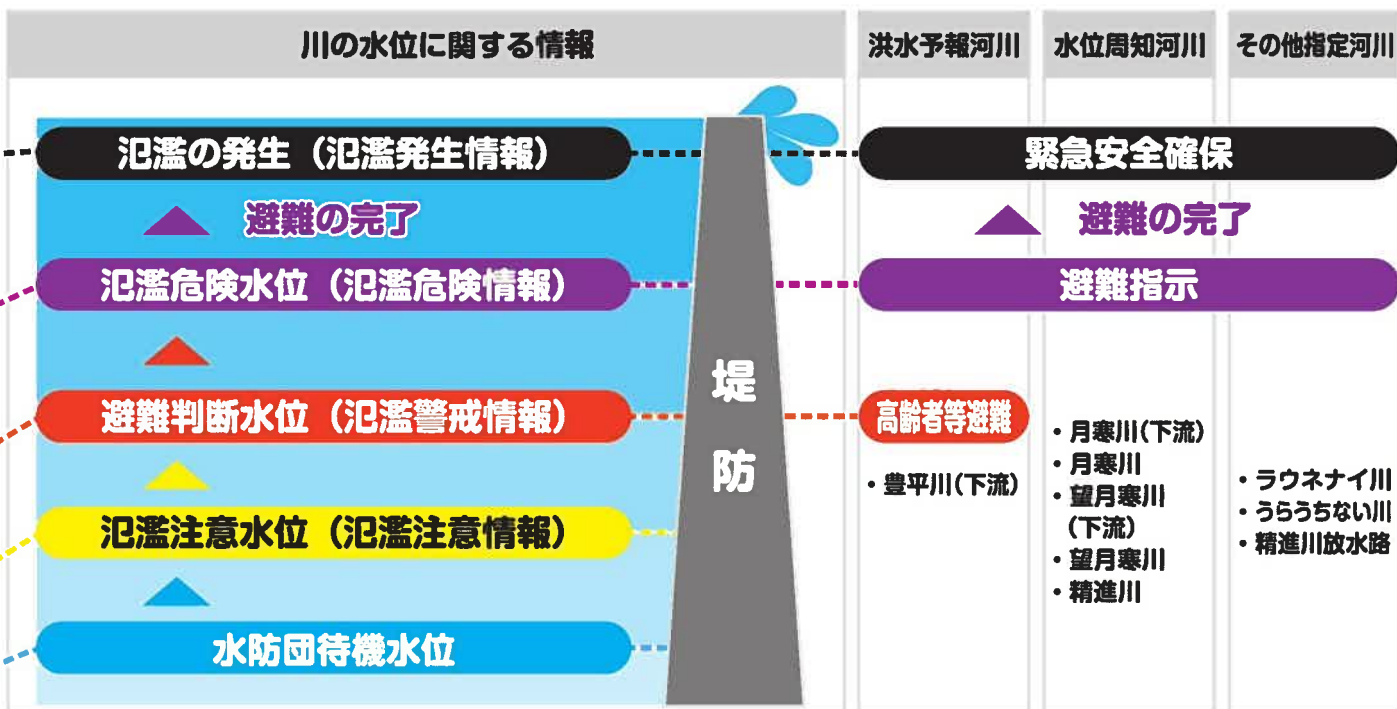 川の水位に関する情報
洪水予報河川
水位周知河川
その他指定河川
氾濫の発生（氾濫発生情報）
緊急安全確保
避難の完了
避難の完了
氾濫危険水位（氾濫危険情報）
避難指示
避難判断水位（氾濫警戒情報）
高齢者等避難
氾濫注意水位（氾濫注意情報）
水防団待機水位
堤
防
・豊平川(下流)
・月寒川(下流)
・月寒川
・望月寒川
(下流)
・望月寒川
・精進川
・ラウネナイ川
・うらうちない川
・精進川放水路